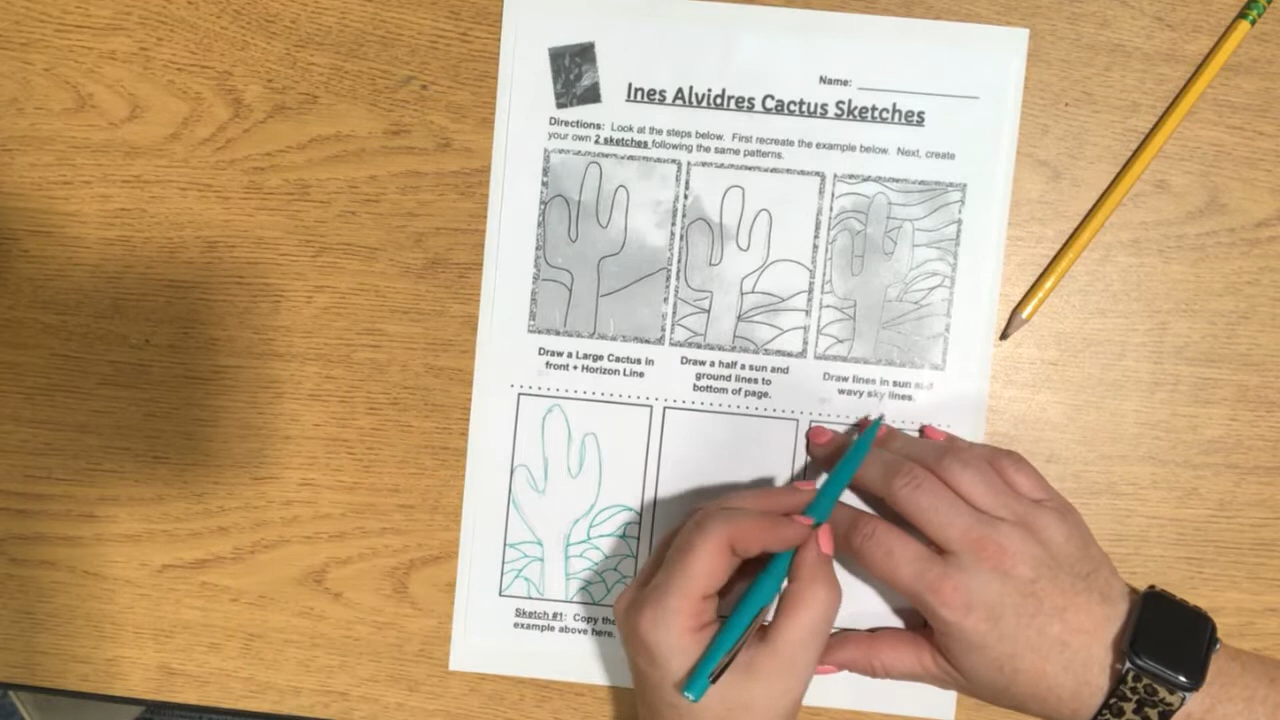 Name:
Ines Alvidres Cactus Sketches
Directions: Look at the steps below. First recreate the example below. Next, create
your own 2 sketches following the same patterns.
Draw a Large Cactus in
front + Horizon Line
Draw a half a sun and
ground lines to
bottom of page.
Draw lines in sun and
wavy sky lines.
Sketch #1: Copy the
example above here.